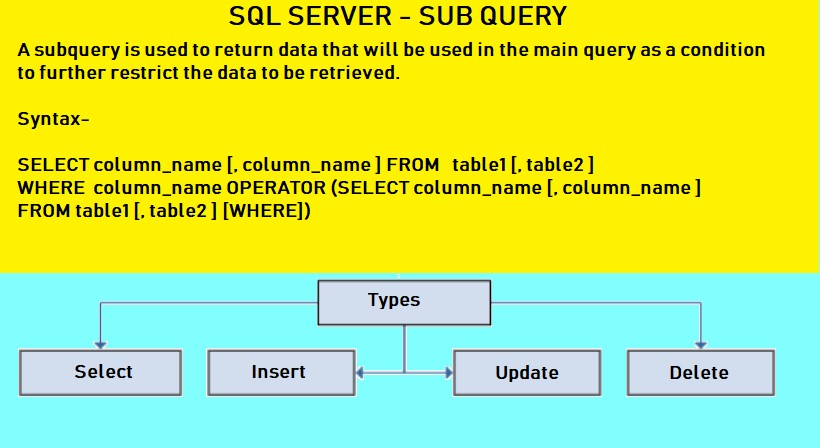 SQL SERVER - SUB QUERY
A subquery is used to return data that will be used in the main query as a condition
to further restrict the data to be retrieved.
Syntax-
SELECT column_name [, column_name ] FROM table1 [, table2 ]
WHERE column_name OPERATOR (SELECT column_name [, column_name ]
FROM table1 [, table2 ] [WHERE])
Types
Select
Insert
Update
Delete